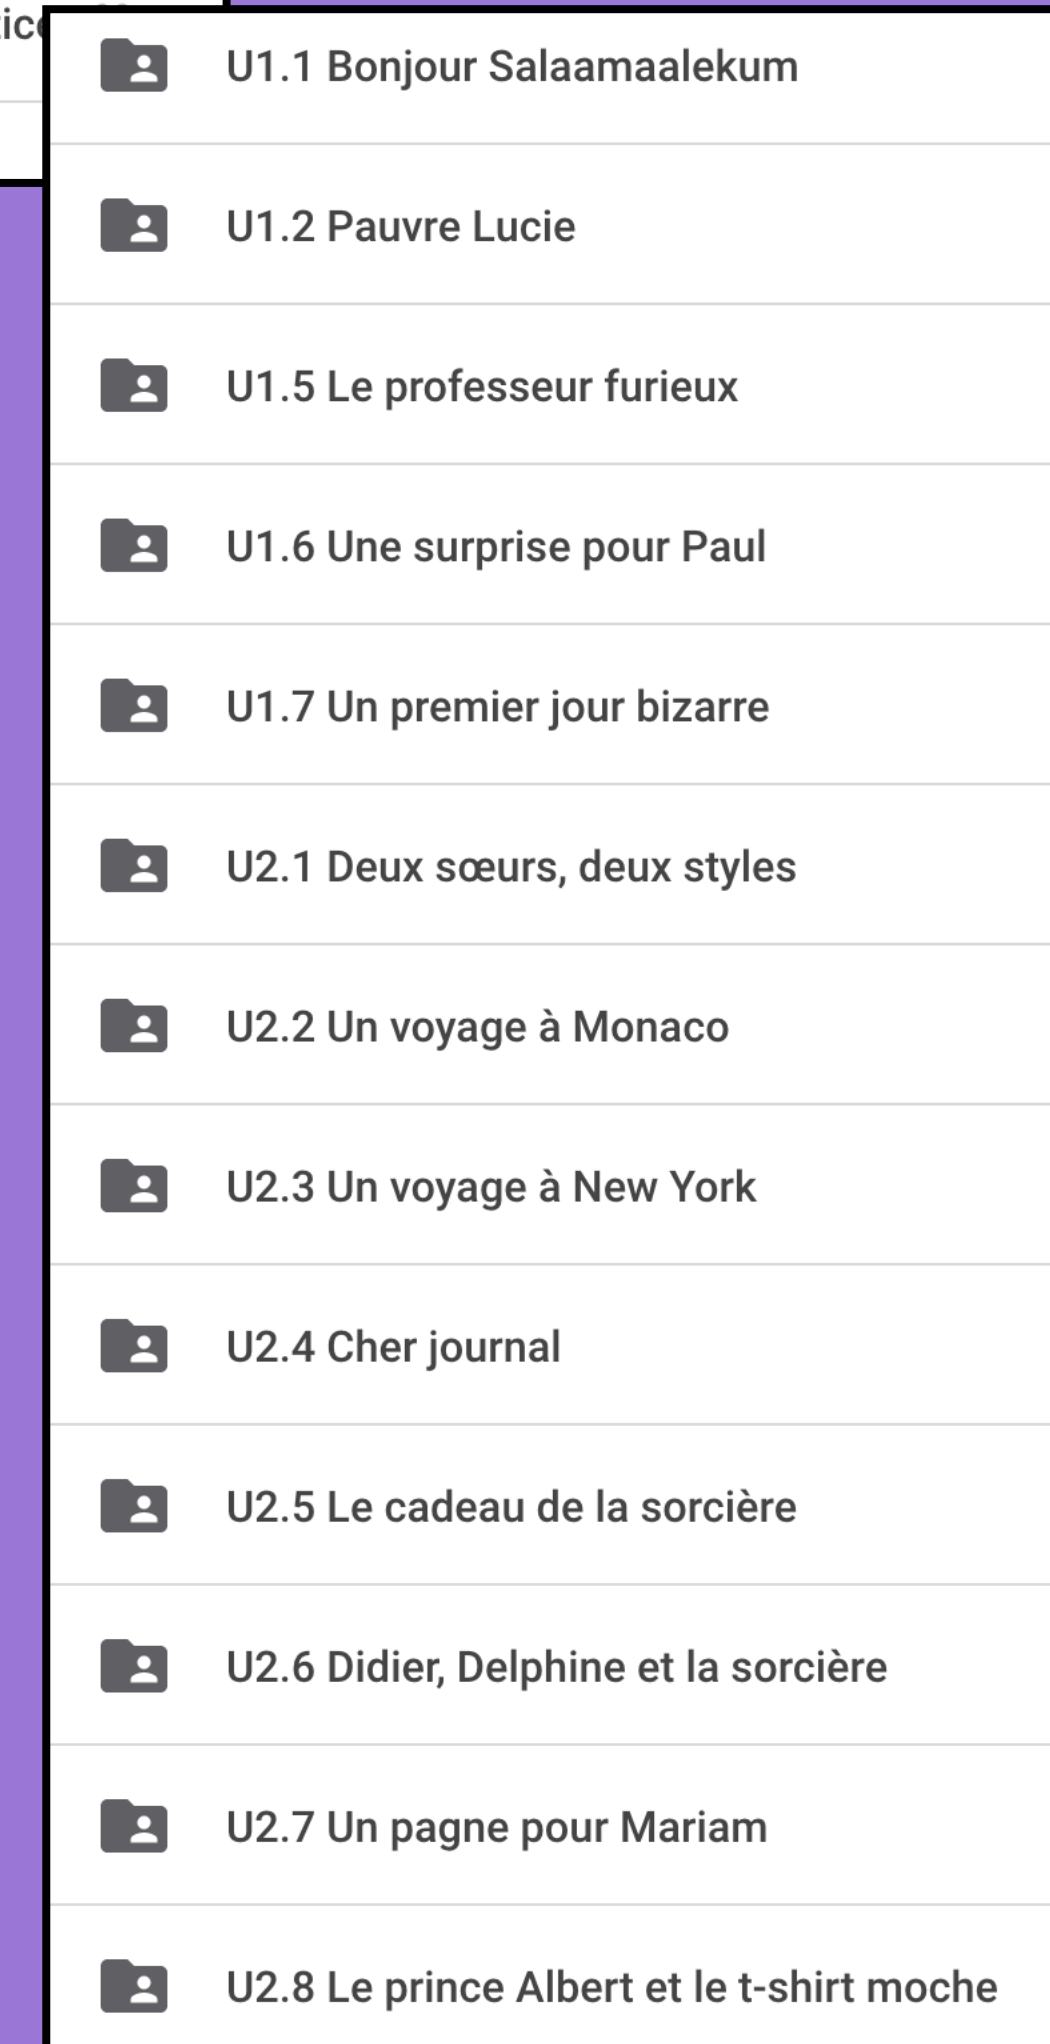 U1.1 Bonjour Salaamaalekum
U1.2 Pauvre Lucie
U1.5 Le professeur furieux
U1.6 Une surprise pour Paul
U1.7 Un premier jour bizarre
U2.1 Deux sœurs, deux styles
U2.2 Un voyage à Monaco
U2.3 Un voyage à New York
U2.4 Cher journal
U2.5 Le cadeau de la sorcière
U2.6 Didier, Delphine et la sorcière
U2.7 Un pagne pour Mariam
U2.8 Le prince Albert et le t-shirt moche